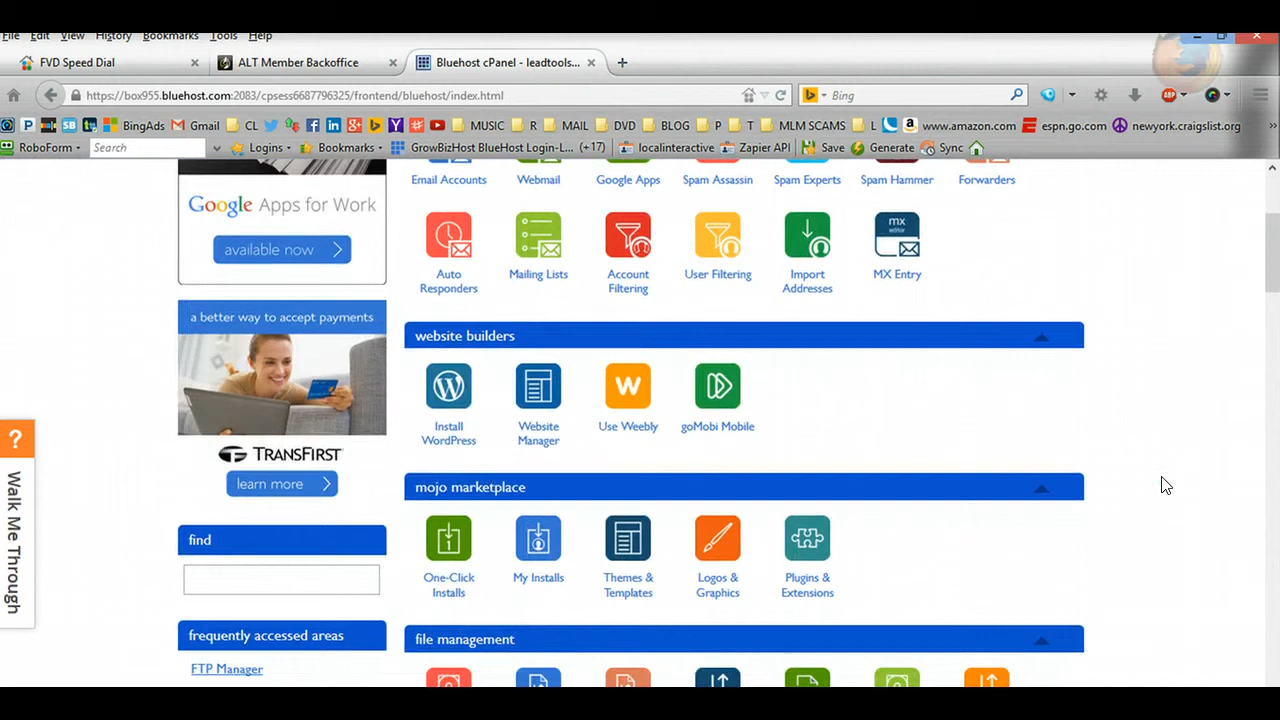 File Edit View History Bookmarks Tools Help
FVD Speed Dial
ALT Member Backoffice
Bluehost cPanel - leadtools...
https://box955.bluehost.com:2083/cpsess6687796325/frontend/bluehost/index.html
Bing
BingAds Gmail CL MUSIC R MAIL DVD BLOG P T MLM SCAMS L www.amazon.com espn.go.com newyork.craigslist.org
RoboForm Search Logins Bookmarks GrowBizHost BlueHost Login-L... (+17) localinteractive Zapier API Save Generate Sync
Email Accounts Webmail Google Apps Spam Assassin Spam Experts Spam Hammer Forwarders
Google Apps for Work
available now
Auto Responders
Mailing Lists
Account Filtering
User Filtering
Import Addresses
mx editor
MX Entry
a better way to accept payments
TRANSFIRST
learn more
website builders
Install WordPress
Website Manager
W
Use Weebly
goMobi Mobile
mojo marketplace
One-Click Installs
My Installs
Themes & Templates
Logos & Graphics
Plugins & Extensions
find
frequently accessed areas
FTP Manager
file management
?
Walk Me Through